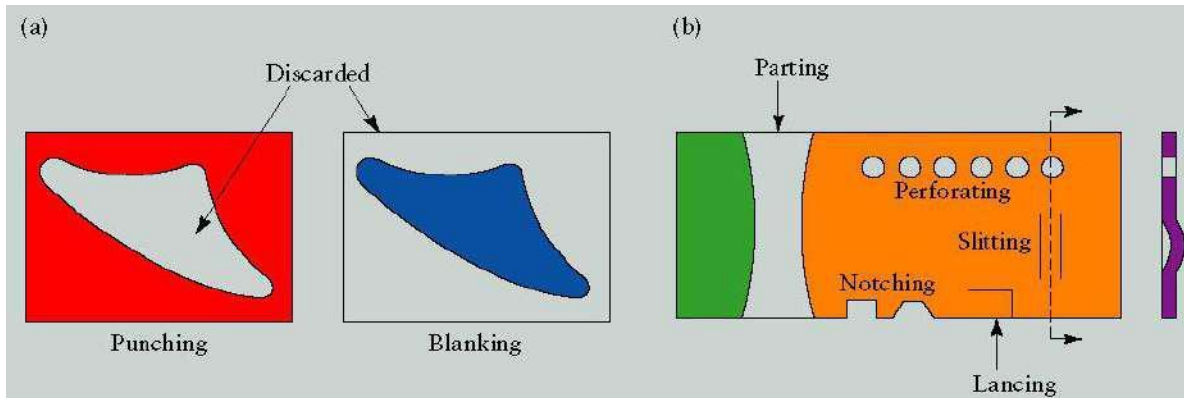 (a)
Discarded
Punching
Blanking
(b)
Parting
Perforating
Slitting
Notching
Lancing